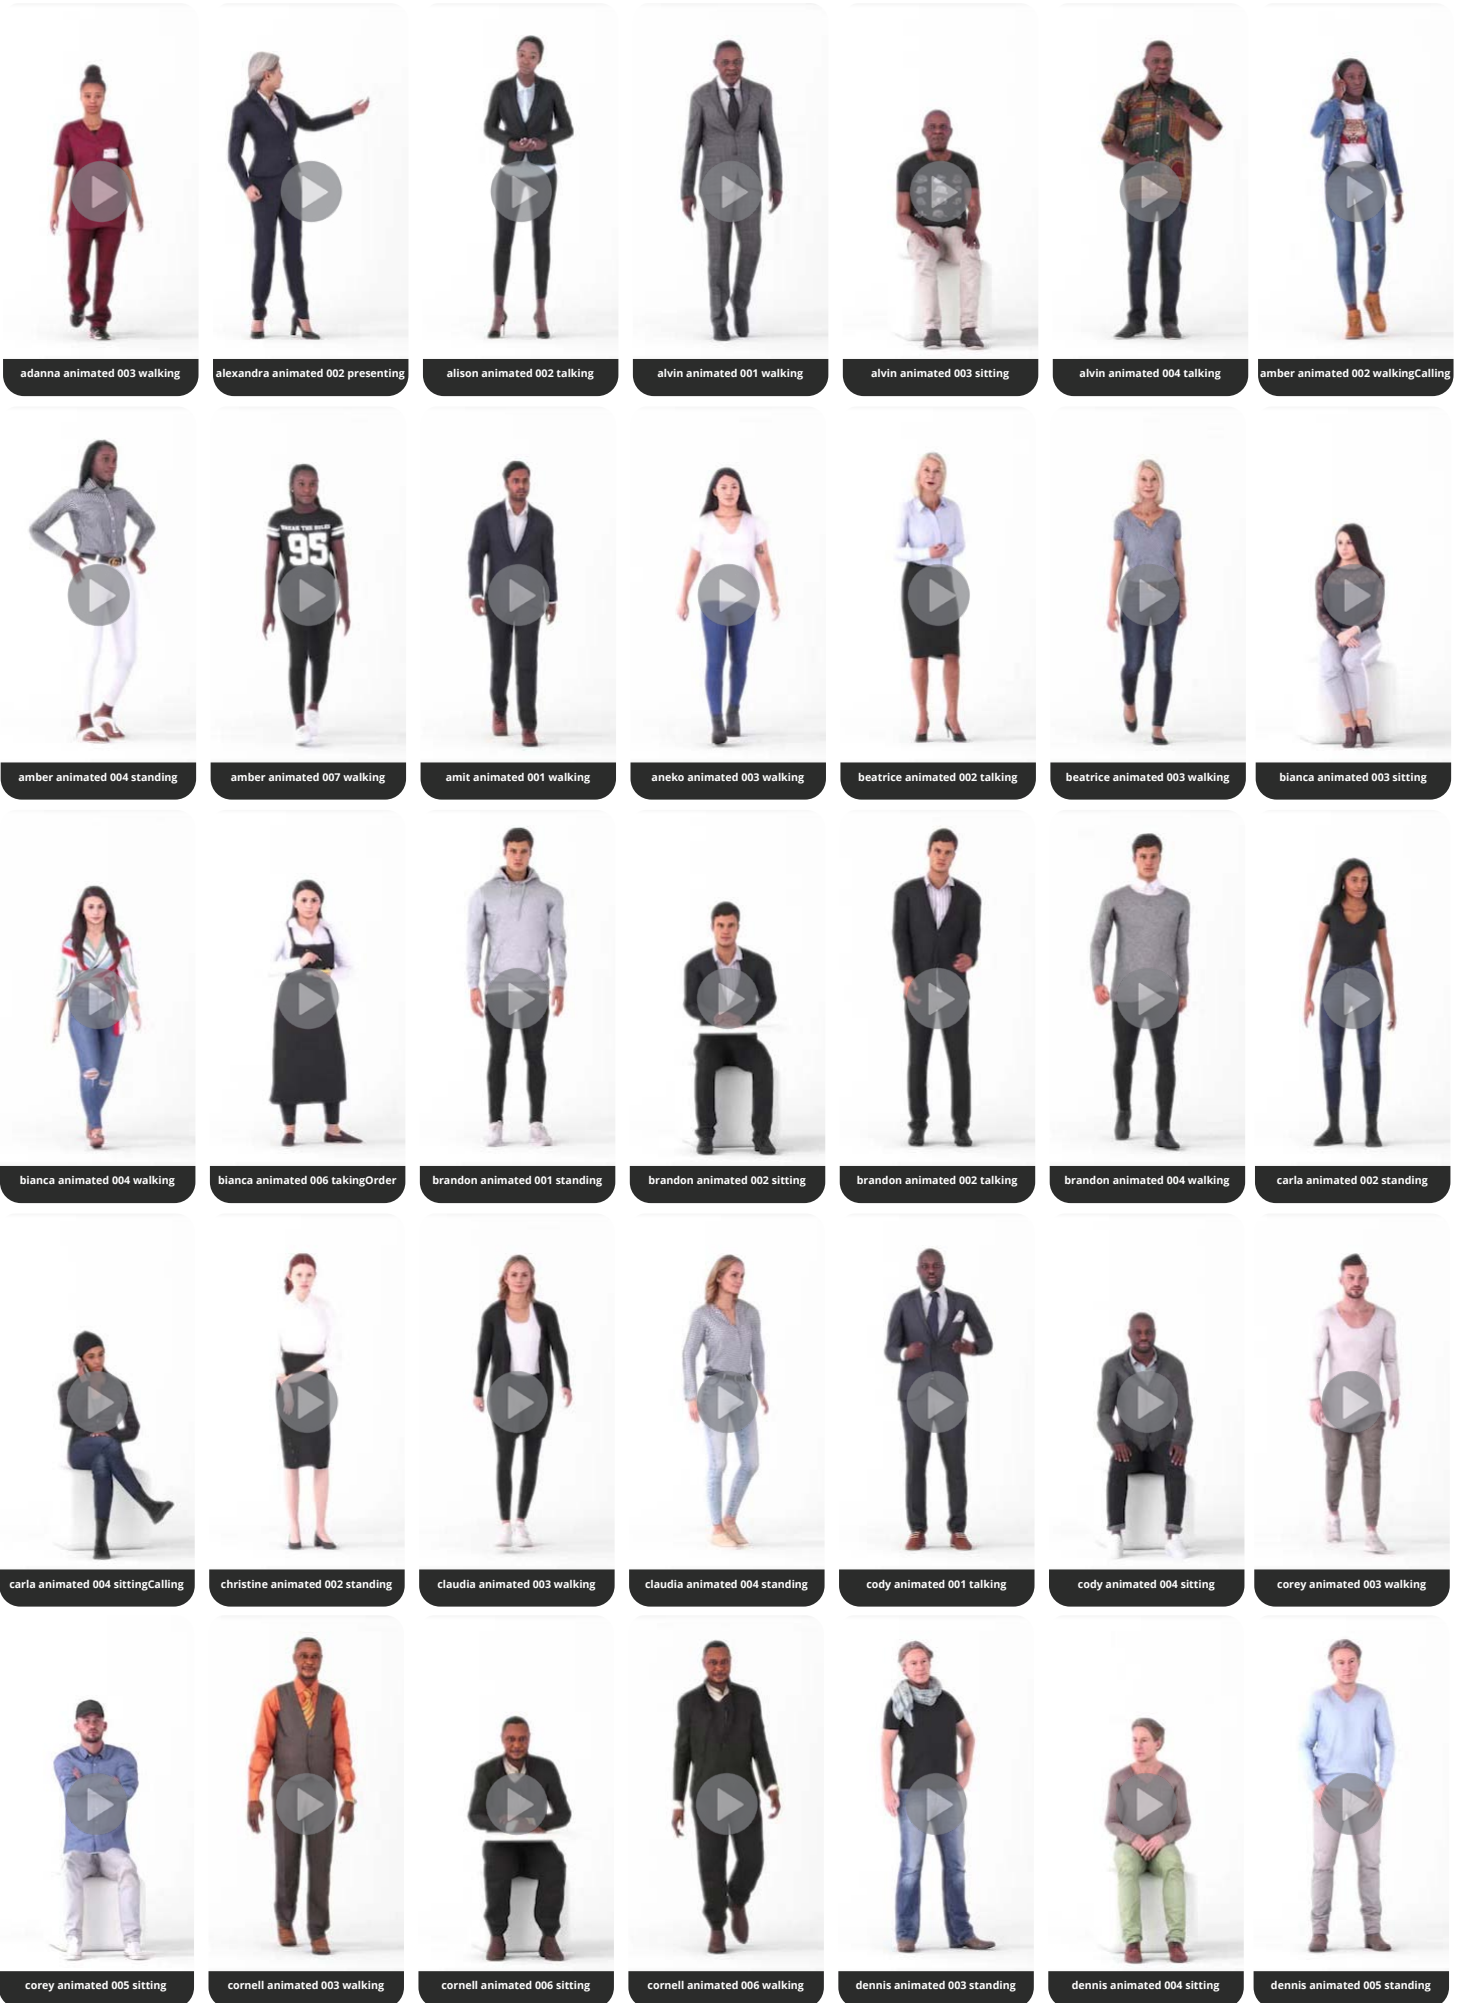 adanna animated 003 walking
alexandra animated 002 presenting
alison animated 002 talking
alvin animated 001 walking
alvin animated 003 sitting
alvin animated 004 talking
amber animated 002 walkingCalling
BREAK THE RULES
95
amber animated 004 standing
amber animated 007 walking
amit animated 001 walking
aneko animated 003 walking
beatrice animated 002 talking
beatrice animated 003 walking
bianca animated 003 sitting
bianca animated 004 walking
bianca animated 006 takingOrder
brandon animated 001 standing
brandon animated 002 sitting
brandon animated 002 talking
brandon animated 004 walking
carla animated 002 standing
carla animated 004 sittingCalling
christine animated 002 standing
claudia animated 003 walking
claudia animated 004 standing
cody animated 001 talking
cody animated 004 sitting
corey animated 003 walking
corey animated 005 sitting
cornell animated 003 walking
cornell animated 006 sitting
cornell animated 006 walking
dennis animated 003 standing
dennis animated 004 sitting
dennis animated 005 standing